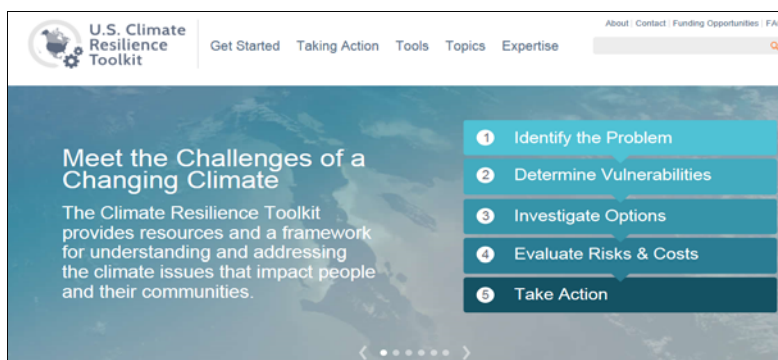 About | Contact | Funding Opportunities |
U.S. Climate
Resilience
Toolkit
Get Started Taking Action Tools Topics Expertise
Meet the Challenges of a
Changing Climate
The Climate Resilience Toolkit
provides resources and a framework
for understanding and addressing
the climate issues that impact people
and their communities.
1 Identify the Problem
2 Determine Vulnerabilities
3 Investigate Options
4 Evaluate Risks & Costs
5 Take Action